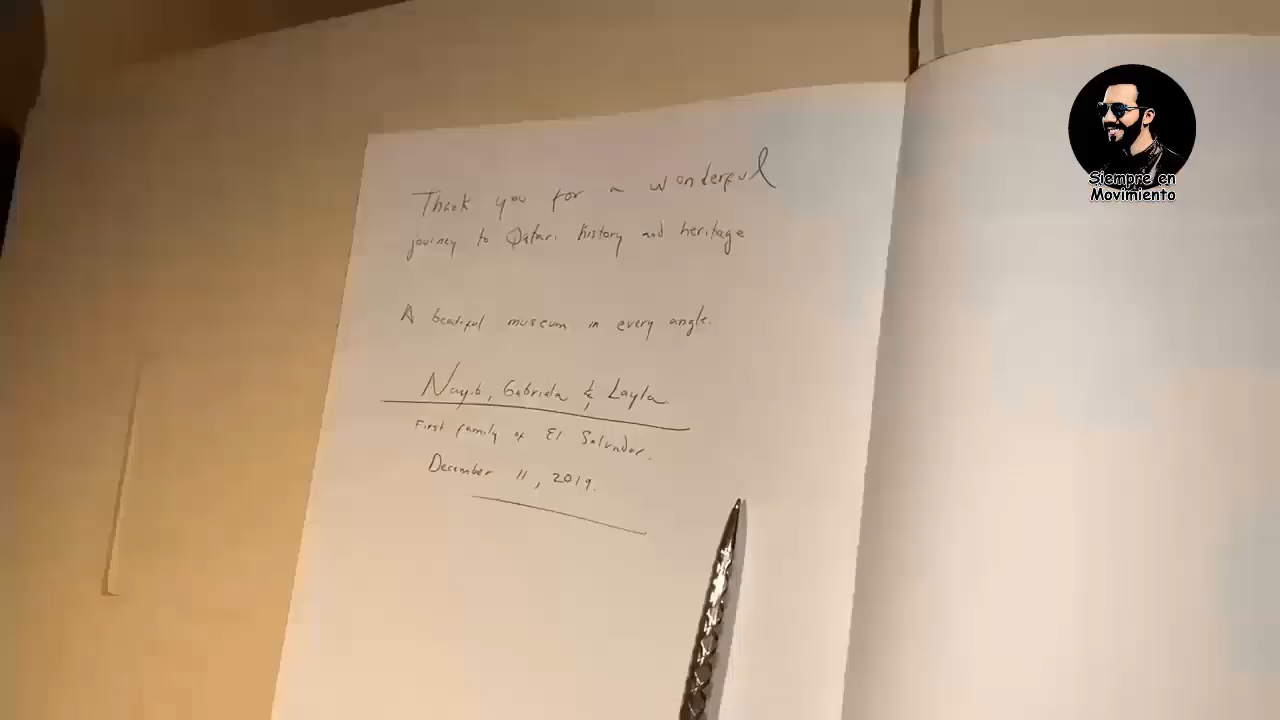 Thank you for a wonderful
journey to Qatari history and heritage
A beatiful museum in every angle.
Nayib, Gabriela & Layla.
First family of El Salvador.
December 11, 2019.
Siempre en
Movimiento